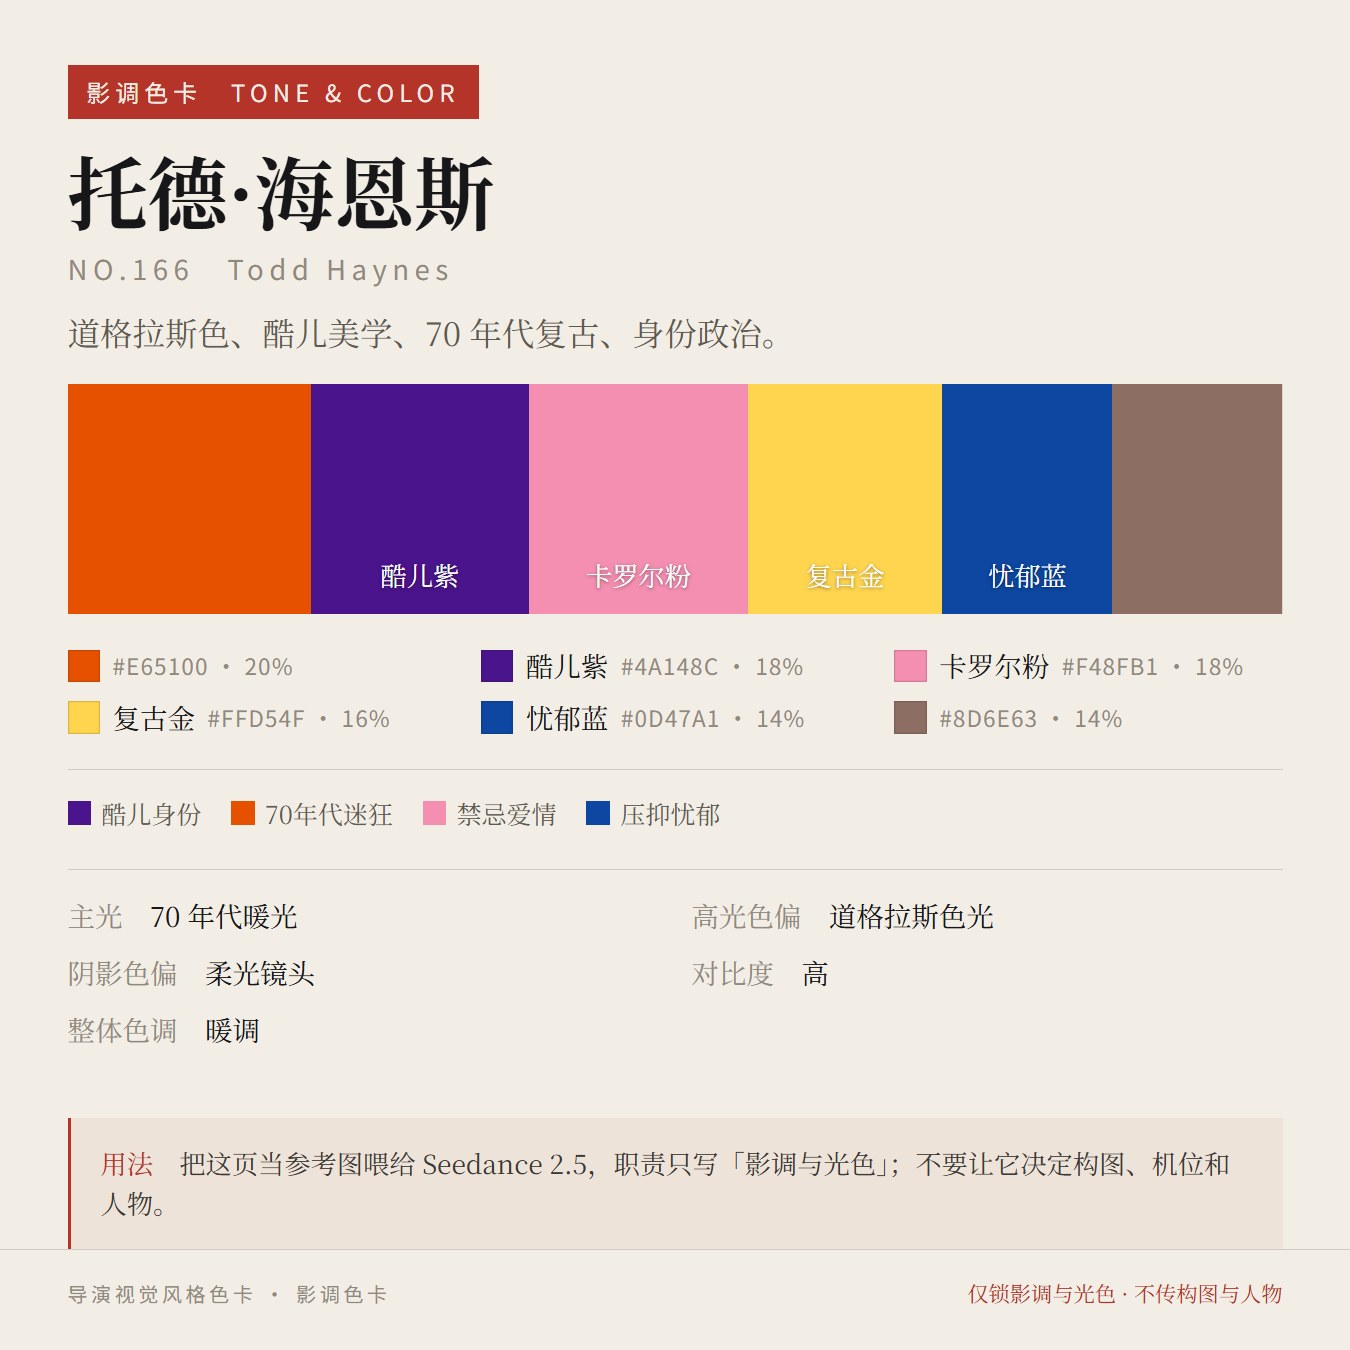 影调色卡 TONE & COLOR
托德·海恩斯
NO.166 Todd Haynes
道格拉斯色、酷儿美学、70 年代复古、身份政治。
酷儿紫 卡罗尔粉 复古金 忧郁蓝
#E65100 · 20% 酷儿紫 #4A148C · 18% 卡罗尔粉 #F48FB1 · 18%
复古金 #FFD54F · 16% 忧郁蓝 #0D47A1 · 14% #8D6E63 · 14%
酷儿身份 70年代迷狂 禁忌爱情 压抑忧郁
主光 70 年代暖光 高光色偏 道格拉斯色光
阴影色偏 柔光镜头 对比度 高
整体色调 暖调
用法 把这页当参考图喂给 Seedance 2.5，职责只写「影调与光色」；不要让它决定构图、机位和
人物。
导演视觉风格色卡 · 影调色卡 仅锁影调与光色 · 不传构图与人物